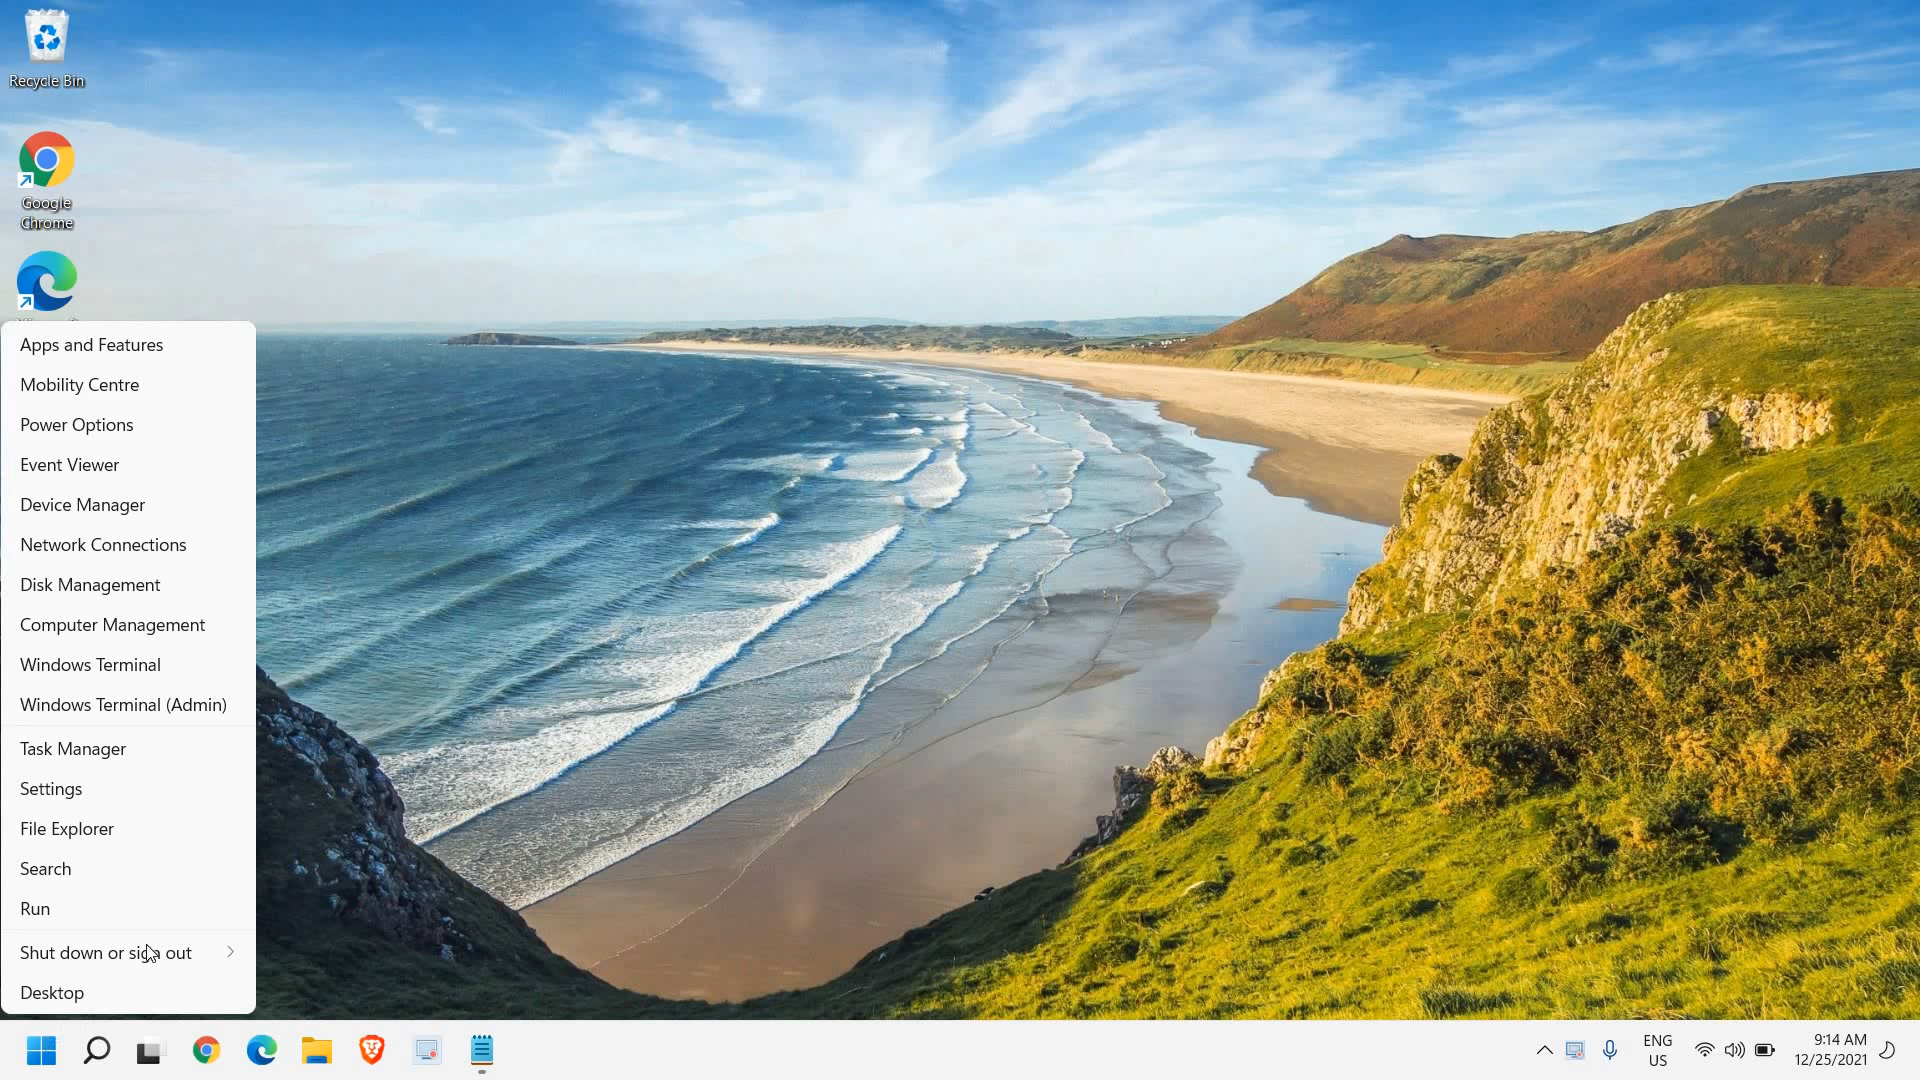 Recycle Bin
Google
Chrome
Apps and Features
Mobility Centre
Power Options
Event Viewer
Device Manager
Network Connections
Disk Management
Computer Management
Windows Terminal
Windows Terminal (Admin)
Task Manager
Settings
File Explorer
Search
Run
Shut down or sign out
Desktop
ENG
US
9:14 AM
12/25/2021